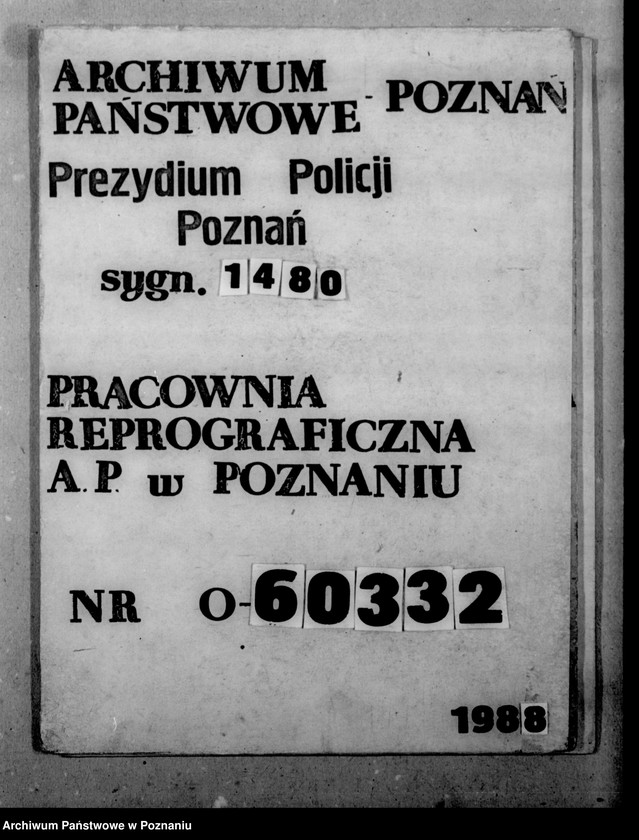 ARCHIWUM
PAŃSTWOWE - POZNAŃ
Prezydium Policji
Poznań
sygn. 1480
PRACOWNIA
REPROGRAFICZNA
A.P. w POZNANIU
NR O-60332
1988
Archiwum Państwowe w Poznaniu